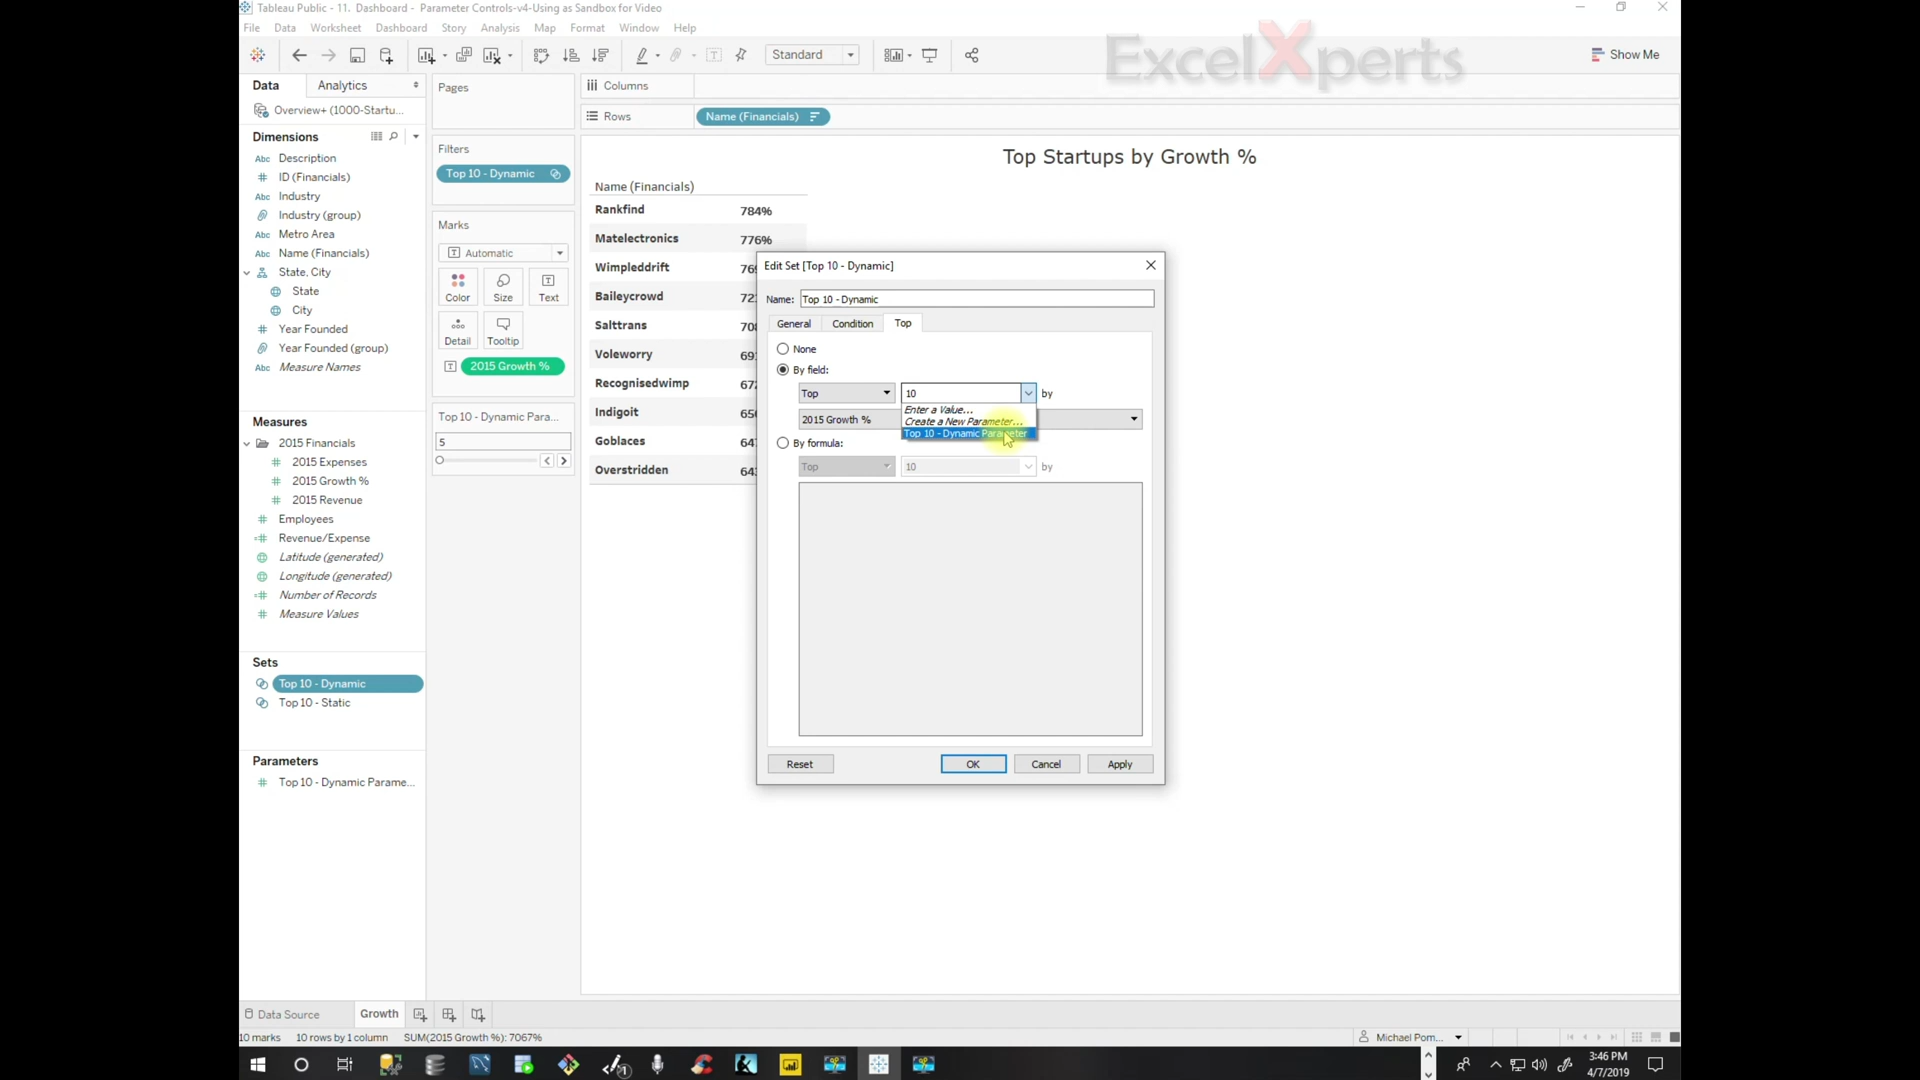 Tableau Public - 11. Dashboard - Parameter Controls-v4-Using as Sandbox for Video
File Data Worksheet Dashboard Story Analysis Map Format Window Help
Standard
ExcelXperts
Show Me
Data Analytics
Pages
Columns
Overview+ (1000-Startu...
Rows Name (Financials)
Dimensions
Description
ID (Financials)
Industry
Industry (group)
Metro Area
Name (Financials)
State, City
State
City
Year Founded
Year Founded (group)
Measure Names
Measures
2015 Financials
2015 Expenses
2015 Growth %
2015 Revenue
Employees
Revenue/Expense
Latitude (generated)
Longitude (generated)
Number of Records
Measure Values
Sets
Top 10 - Dynamic
Top 10 - Static
Parameters
Top 10 - Dynamic Parame...
Filters
Top 10 - Dynamic
Marks
Automatic
Color Size Text
Detail Tooltip
2015 Growth %
Top 10 - Dynamic Para...
5
Top Startups by Growth %
Name (Financials)
Rankfind 784%
Matelectronics 776%
Wimpleddrift 76
Baileycrowd 72
Salttrans 70
Voleworry 69
Recognisedwimp 67
Indigoit 65
Goblaces 64
Overstridden 64
Edit Set [Top 10 - Dynamic]
Name: Top 10 - Dynamic
General Condition Top
None
By field:
Top 10 by
Enter a Value...
Create a New Parameter...
Top 10 - Dynamic Parameter
2015 Growth %
By formula:
Top 10 by
Reset OK Cancel Apply
Data Source Growth
10 marks 10 rows by 1 column SUM(2015 Growth %): 7067%
Michael Pom...
3:46 PM
4/7/2019